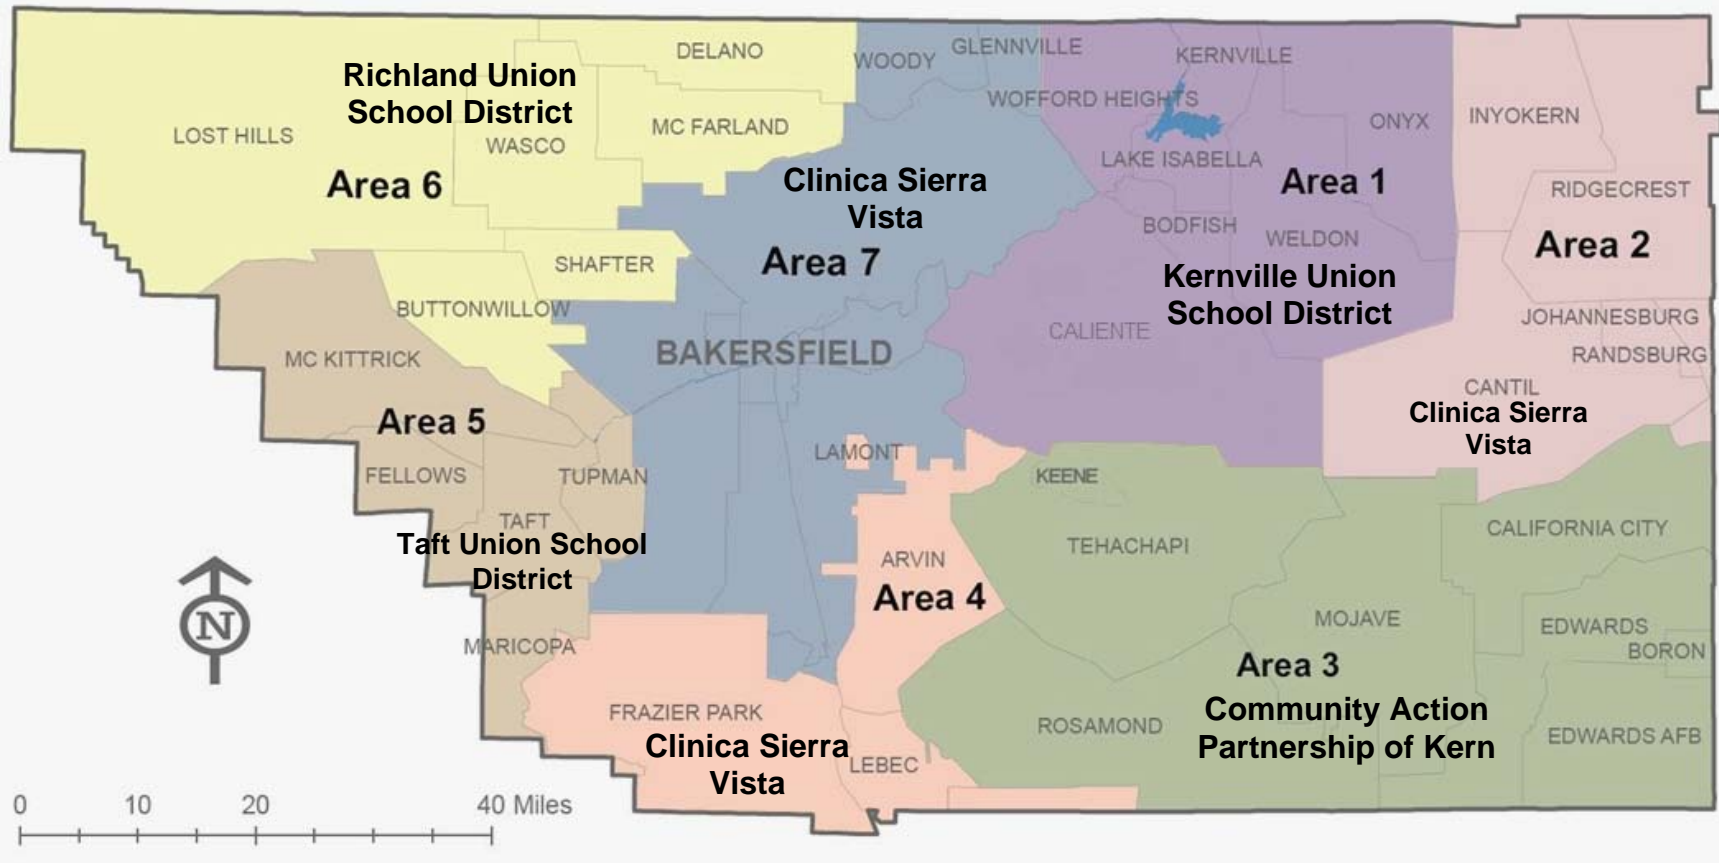 DELANO
WOODY
GLENNVILLE
KERNVILLE
Richland Union
School District
WOFFORD HEIGHTS
ONYX
INYOKERN
LOST HILLS
WASCO
MC FARLAND
LAKE ISABELLA
Area 6
Clinica Sierra
Vista
Area 1
RIDGECREST
BODFISH
WELDON
Area 2
SHAFTER
Area 7
Kernville Union
School District
BUTTONWILLOW
CALIENTE
JOHANNESBURG
MC KITTRICK
BAKERSFIELD
RANDSBURG
CANTIL
Area 5
Clinica Sierra
Vista
LAMONT
FELLOWS
TUPMAN
KEENE
TAFT
CALIFORNIA CITY
Taft Union School
District
ARVIN
TEHACHAPI
Area 4
N
MARICOPA
MOJAVE
EDWARDS
BORON
Area 3
FRAZIER PARK
ROSAMOND
Community Action
Partnership of Kern
EDWARDS AFB
Clinica Sierra
Vista
LEBEC
0 10 20 40 Miles